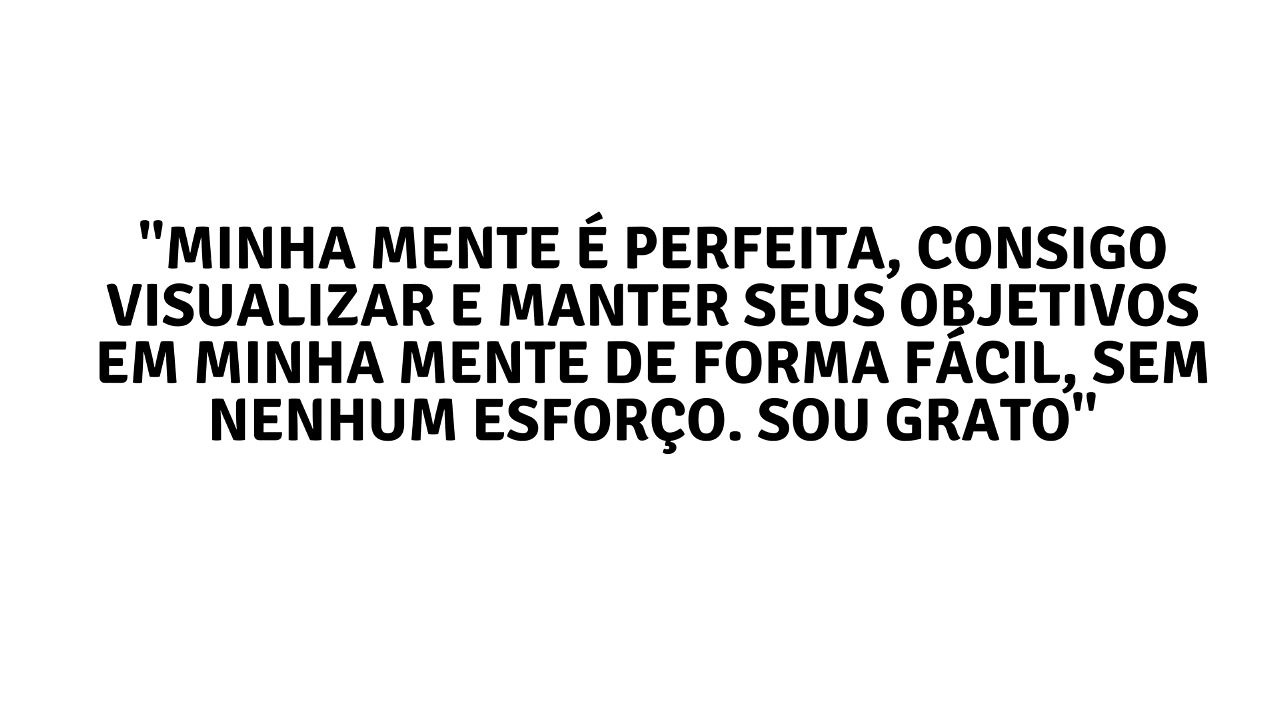 "MINHA MENTE É PERFEITA, CONSIGO
VISUALIZAR E MANTER SEUS OBJETIVOS
EM MINHA MENTE DE FORMA FÁCIL, SEM
NENHUM ESFORÇO. SOU GRATO"